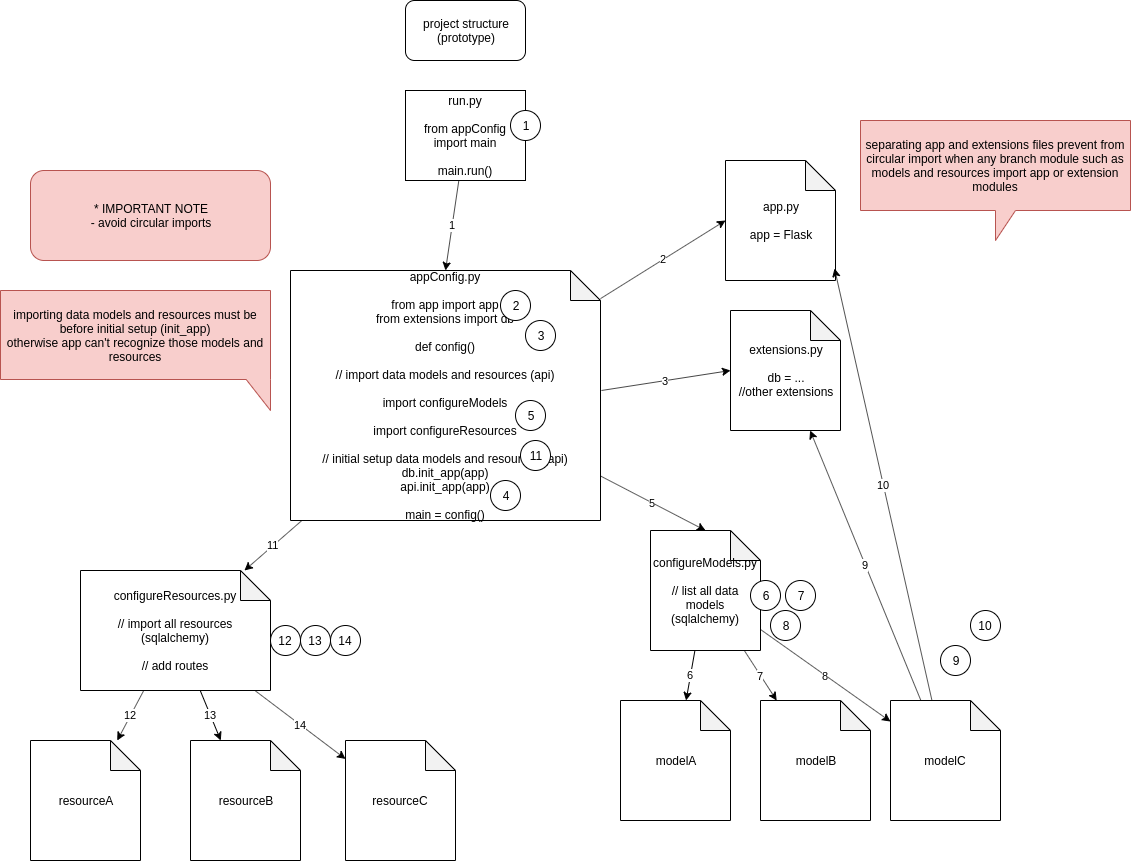 project structure
(prototype)
run.py
from appConfig
import main
main.run()
1
1
separating app and extensions files prevent from
circular import when any branch module such as
models and resources import app or extension
modules
* IMPORTANT NOTE
- avoid circular imports
app.py
app = Flask
2
importing data models and resources must be
before initial setup (init_app)
otherwise app can't recognize those models and
resources
appConfig.py
from app import app
2
from extensions import db
3
def config()
// import data models and resources (api)
import configureModels
5
import configureResources
// initial setup data models and resources (api)
11
db.init_app(app)
api.init_app(app)
4
main = config()
3
extensions.py
db = ...
//other extensions
10
9
5
11
configureModels.py
// list all data
models
(sqlalchemy)
6
7
8
configureResources.py
// import all resources
(sqlalchemy)
// add routes
12
13
14
10
9
6
7
8
12
13
14
modelA
modelB
modelC
resourceA
resourceB
resourceC